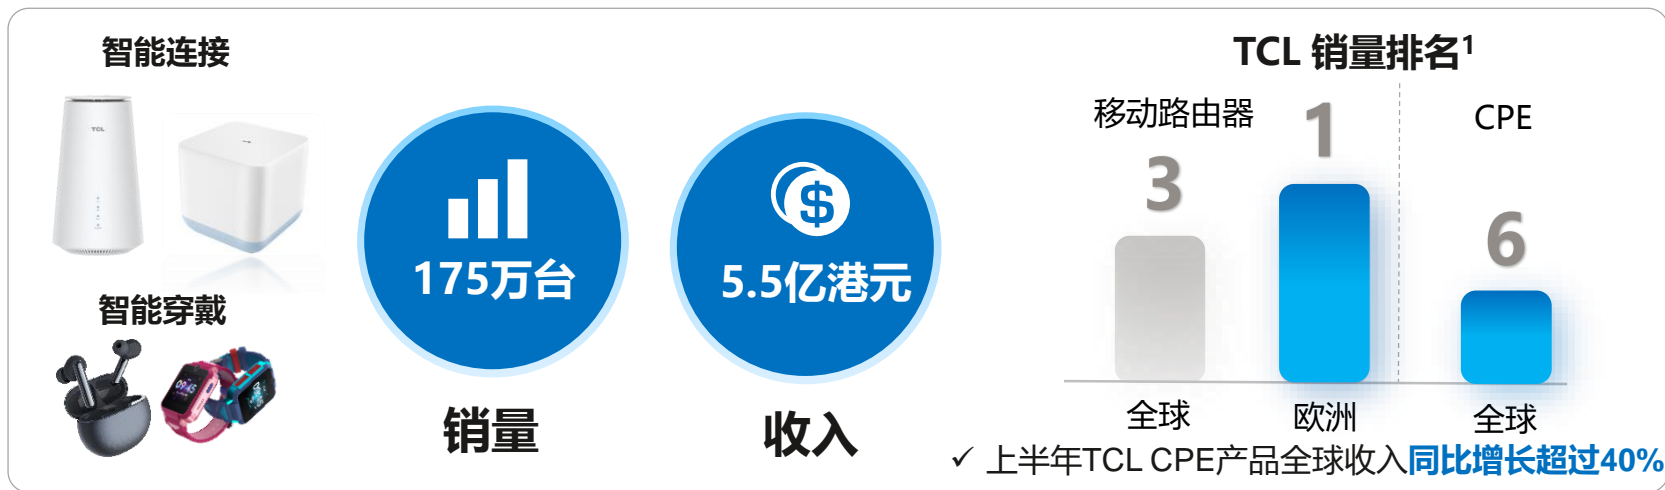 智能连接
TCL
智能穿戴
09:45
175万台
销量
$
5.5亿港元
收入
TCL 销量排名1
移动路由器
CPE
3
1
6
全球
欧洲
全球
✓ 上半年TCL CPE产品全球收入同比增长超过40%